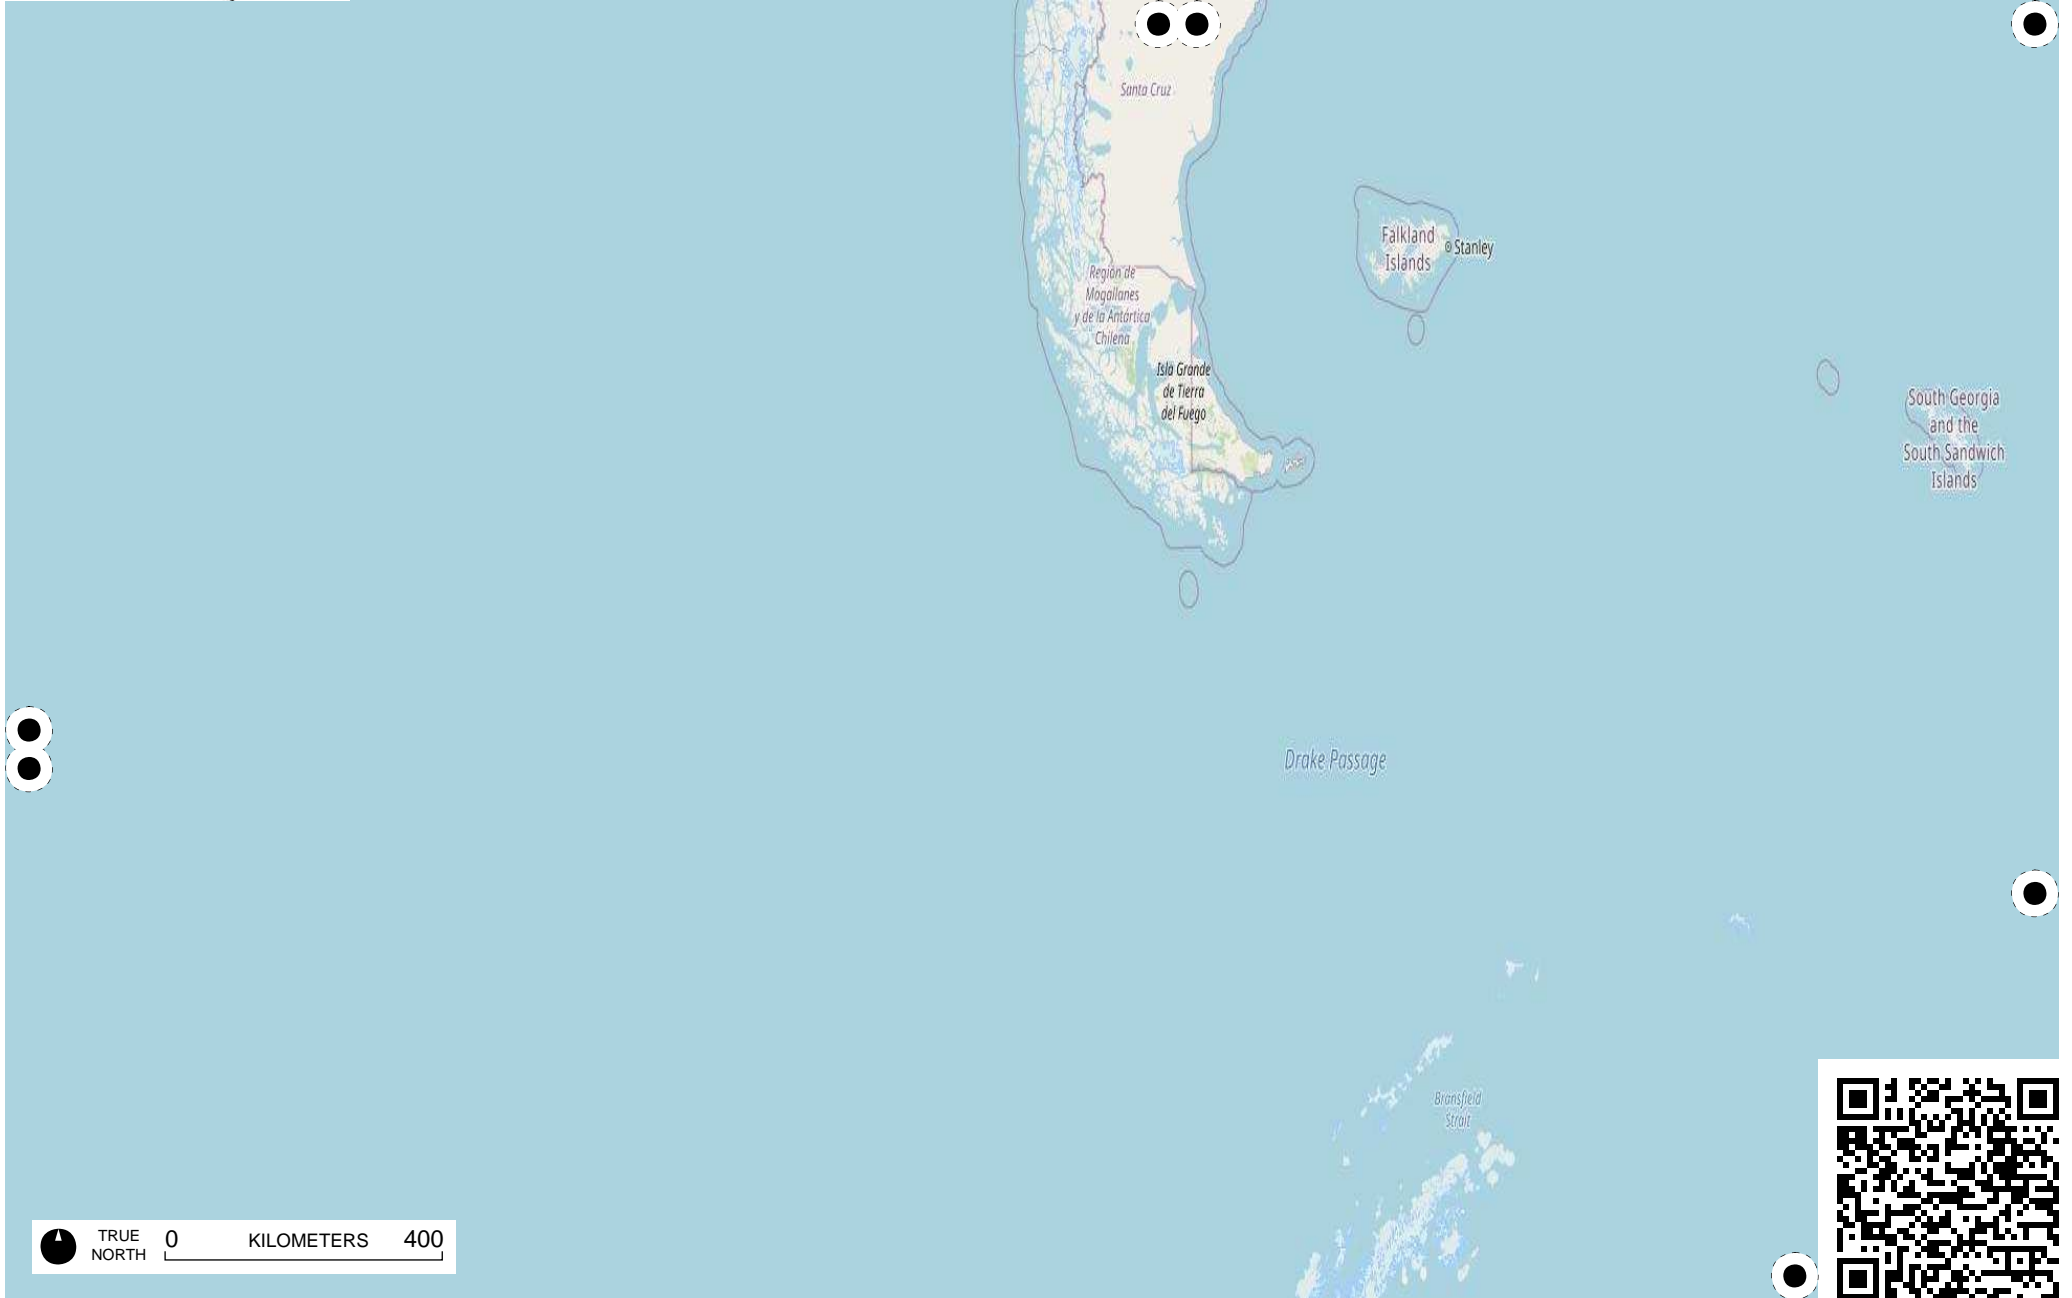 Santa Cruz
Falkland
Islands
Stanley
Región de
Magallanes
y de la Antártica
Chilena
Isla Grande
de Tierra
del Fuego
South Georgia
and the
South Sandwich
Islands
Drake Passage
Bransfield
Strait
TRUE
NORTH
0 KILOMETERS 400